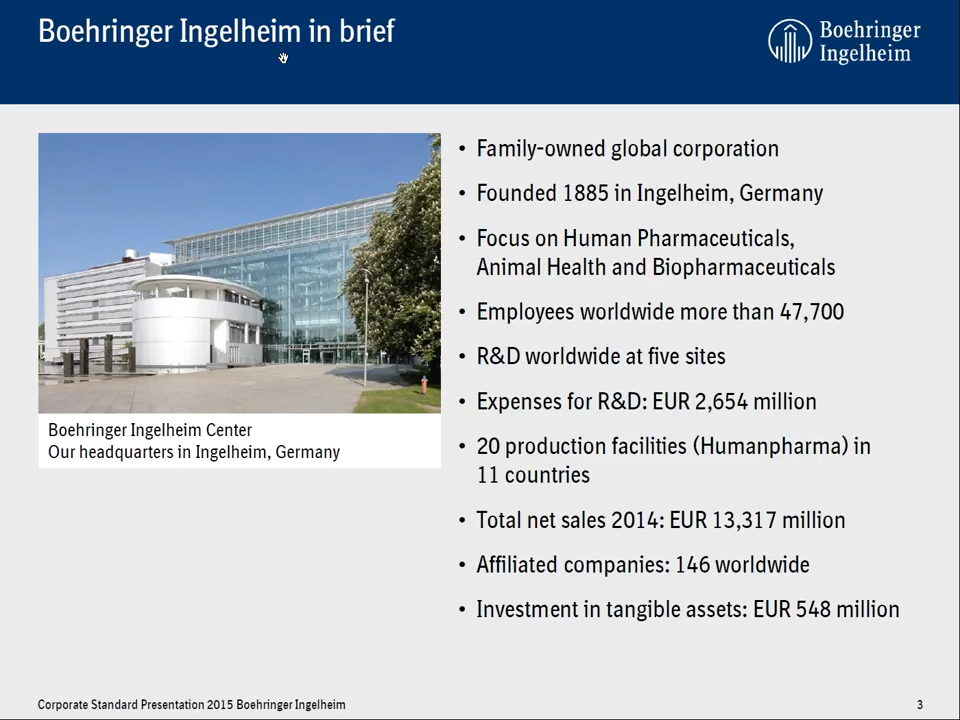 Boehringer Ingelheim in brief
Boehringer
Ingelheim
• Family-owned global corporation
• Founded 1885 in Ingelheim, Germany
• Focus on Human Pharmaceuticals,
Animal Health and Biopharmaceuticals
• Employees worldwide more than 47,700
• R&D worldwide at five sites
• Expenses for R&D: EUR 2,654 million
• 20 production facilities (Humanpharma) in
11 countries
• Total net sales 2014: EUR 13,317 million
• Affiliated companies: 146 worldwide
• Investment in tangible assets: EUR 548 million
Boehringer Ingelheim Center
Our headquarters in Ingelheim, Germany
Corporate Standard Presentation 2015 Boehringer Ingelheim
3